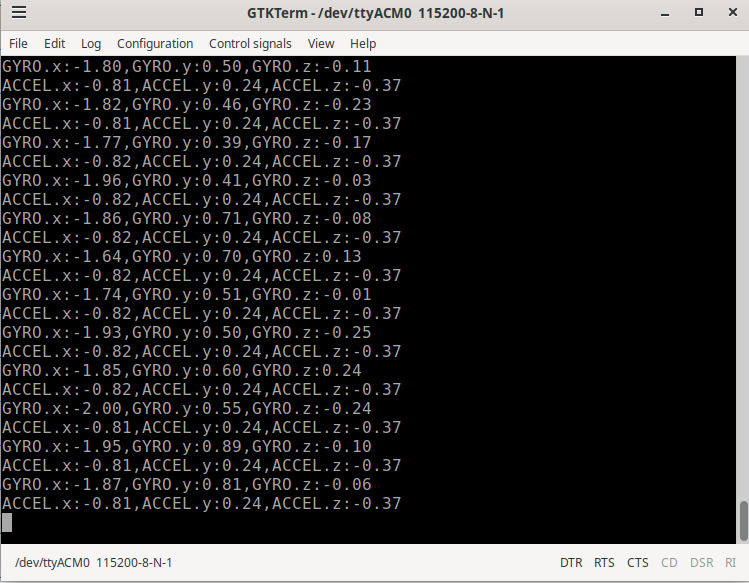 GTKTerm - /dev/ttyACM0 115200-8-N-1
File Edit Log Configuration Control signals View Help
GYRO.x:-1.80,GYRO.y:0.50,GYRO.z:-0.11
ACCEL.x:-0.81,ACCEL.y:0.24,ACCEL.z:-0.37
GYRO.x:-1.82,GYRO.y:0.46,GYRO.z:-0.23
ACCEL.x:-0.81,ACCEL.y:0.24,ACCEL.z:-0.37
GYRO.x:-1.77,GYRO.y:0.39,GYRO.z:-0.17
ACCEL.x:-0.82,ACCEL.y:0.24,ACCEL.z:-0.37
GYRO.x:-1.96,GYRO.y:0.41,GYRO.z:-0.03
ACCEL.x:-0.82,ACCEL.y:0.24,ACCEL.z:-0.37
GYRO.x:-1.86,GYRO.y:0.71,GYRO.z:-0.08
ACCEL.x:-0.82,ACCEL.y:0.24,ACCEL.z:-0.37
GYRO.x:-1.64,GYRO.y:0.70,GYRO.z:0.13
ACCEL.x:-0.82,ACCEL.y:0.24,ACCEL.z:-0.37
GYRO.x:-1.74,GYRO.y:0.51,GYRO.z:-0.01
ACCEL.x:-0.82,ACCEL.y:0.24,ACCEL.z:-0.37
GYRO.x:-1.93,GYRO.y:0.50,GYRO.z:-0.25
ACCEL.x:-0.82,ACCEL.y:0.24,ACCEL.z:-0.37
GYRO.x:-1.85,GYRO.y:0.60,GYRO.z:0.24
ACCEL.x:-0.82,ACCEL.y:0.24,ACCEL.z:-0.37
GYRO.x:-2.00,GYRO.y:0.55,GYRO.z:-0.24
ACCEL.x:-0.81,ACCEL.y:0.24,ACCEL.z:-0.37
GYRO.x:-1.95,GYRO.y:0.89,GYRO.z:-0.10
ACCEL.x:-0.81,ACCEL.y:0.24,ACCEL.z:-0.37
GYRO.x:-1.87,GYRO.y:0.81,GYRO.z:-0.06
ACCEL.x:-0.81,ACCEL.y:0.24,ACCEL.z:-0.37
/dev/ttyACM0 115200-8-N-1 DTR RTS CTS CD DSR RI